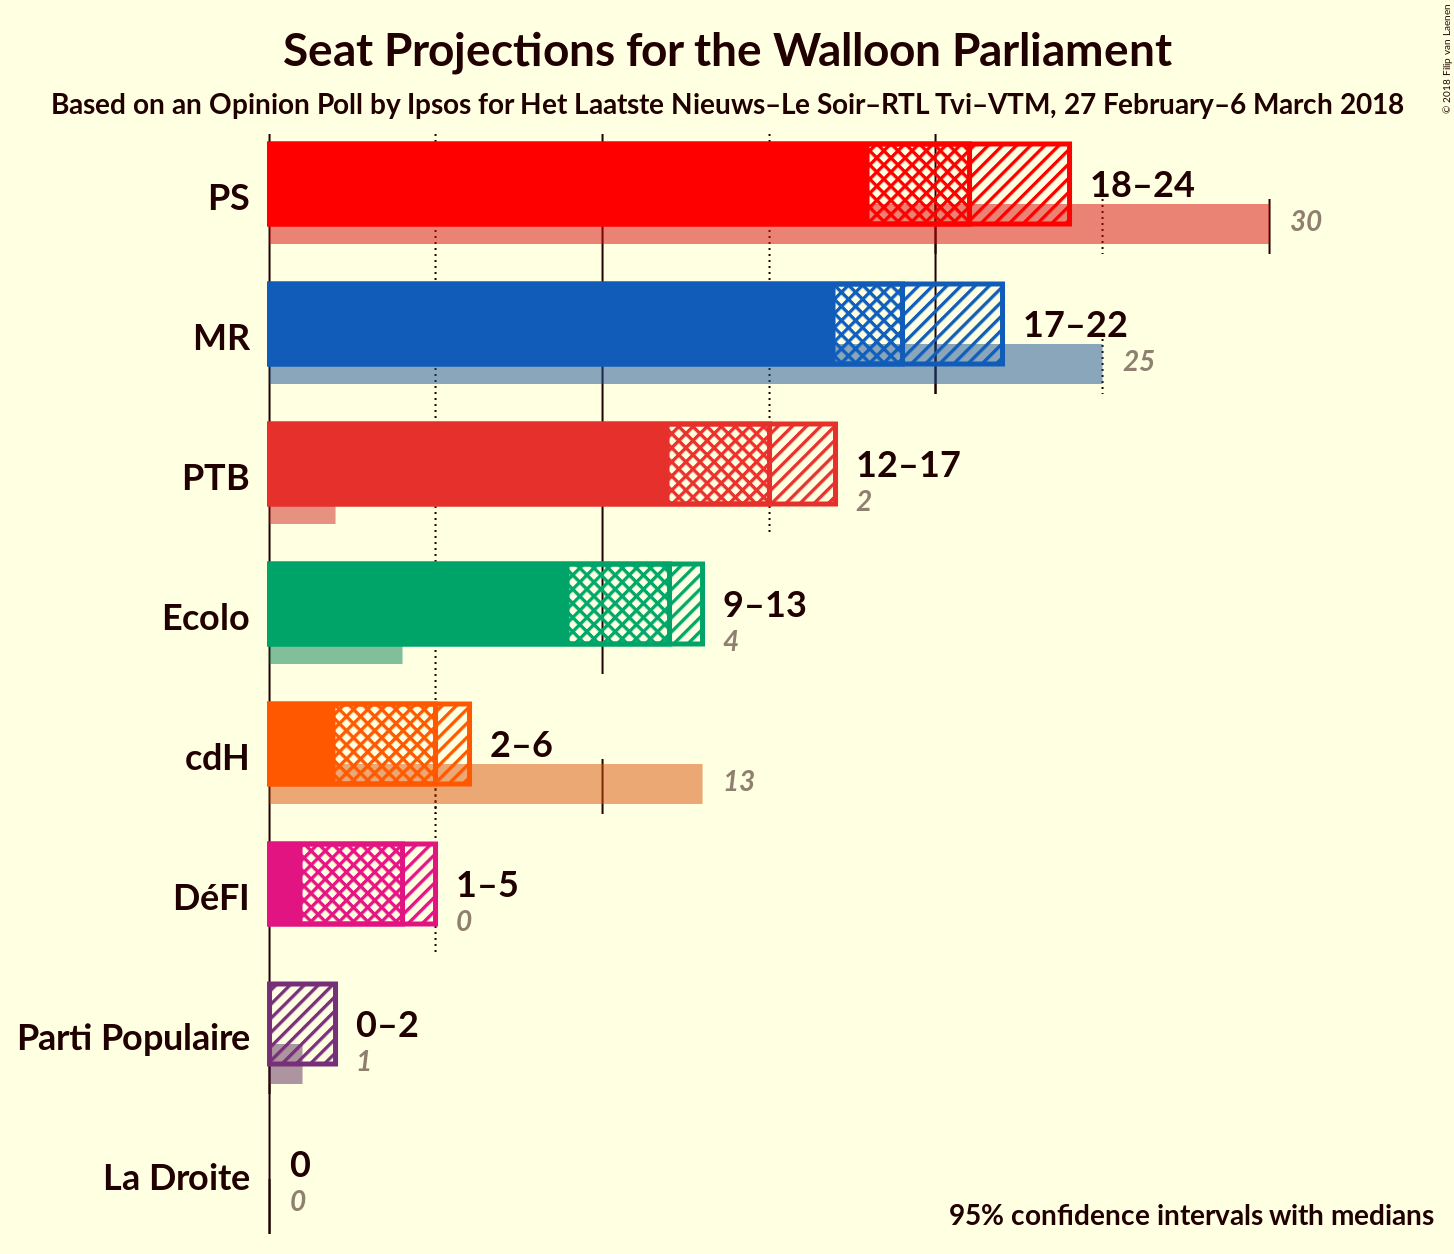 Seat Projections for the Walloon Parliament
Based on an Opinion Poll by Ipsos for Het Laatste Nieuws–Le Soir–RTL Tvi–VTM, 27 February–6 March 2018
© 2018 Filip van Laenen
PS
18–24
30
MR
17–22
25
PTB
12–17
2
Ecolo
9–13
4
cdH
2–6
13
DéFI
1–5
0
Parti Populaire
0–2
1
La Droite
0
0
95% confidence intervals with medians